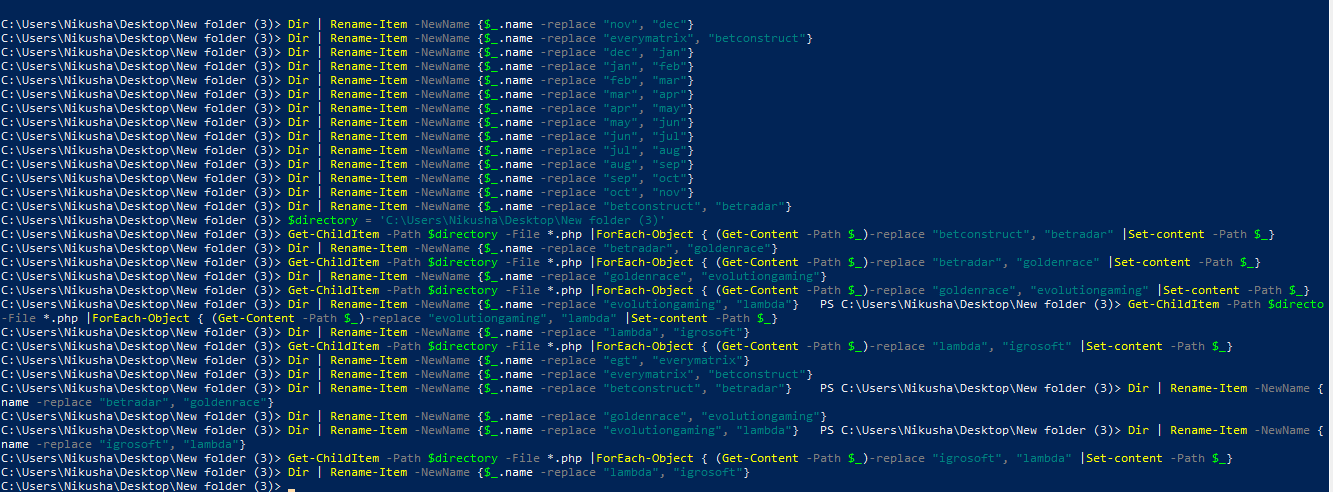 C:\Users\Nikusha\Desktop\New folder (3)> Dir | Rename-Item -NewName {$_.name -replace "nov", "dec"}
C:\Users\Nikusha\Desktop\New folder (3)> Dir | Rename-Item -NewName {$_.name -replace "everymatrix", "betconstruct"}
C:\Users\Nikusha\Desktop\New folder (3)> Dir | Rename-Item -NewName {$_.name -replace "dec", "jan"}
C:\Users\Nikusha\Desktop\New folder (3)> Dir | Rename-Item -NewName {$_.name -replace "jan", "feb"}
C:\Users\Nikusha\Desktop\New folder (3)> Dir | Rename-Item -NewName {$_.name -replace "feb", "mar"}
C:\Users\Nikusha\Desktop\New folder (3)> Dir | Rename-Item -NewName {$_.name -replace "mar", "apr"}
C:\Users\Nikusha\Desktop\New folder (3)> Dir | Rename-Item -NewName {$_.name -replace "apr", "may"}
C:\Users\Nikusha\Desktop\New folder (3)> Dir | Rename-Item -NewName {$_.name -replace "may", "jun"}
C:\Users\Nikusha\Desktop\New folder (3)> Dir | Rename-Item -NewName {$_.name -replace "jun", "jul"}
C:\Users\Nikusha\Desktop\New folder (3)> Dir | Rename-Item -NewName {$_.name -replace "jul", "aug"}
C:\Users\Nikusha\Desktop\New folder (3)> Dir | Rename-Item -NewName {$_.name -replace "aug", "sep"}
C:\Users\Nikusha\Desktop\New folder (3)> Dir | Rename-Item -NewName {$_.name -replace "sep", "oct"}
C:\Users\Nikusha\Desktop\New folder (3)> Dir | Rename-Item -NewName {$_.name -replace "oct", "nov"}
C:\Users\Nikusha\Desktop\New folder (3)> Dir | Rename-Item -NewName {$_.name -replace "betconstruct", "betradar"}
C:\Users\Nikusha\Desktop\New folder (3)> $directory = 'C:\Users\Nikusha\Desktop\New folder (3)'
C:\Users\Nikusha\Desktop\New folder (3)> Get-ChildItem -Path $directory -File *.php |ForEach-Object { (Get-Content -Path $_)-replace "betconstruct", "betradar" |Set-content -Path $_}
C:\Users\Nikusha\Desktop\New folder (3)> Dir | Rename-Item -NewName {$_.name -replace "betradar", "goldenrace"}
C:\Users\Nikusha\Desktop\New folder (3)> Get-ChildItem -Path $directory -File *.php |ForEach-Object { (Get-Content -Path $_)-replace "betradar", "goldenrace" |Set-content -Path $_}
C:\Users\Nikusha\Desktop\New folder (3)> Dir | Rename-Item -NewName {$_.name -replace "goldenrace", "evolutiongaming"}
C:\Users\Nikusha\Desktop\New folder (3)> Get-ChildItem -Path $directory -File *.php |ForEach-Object { (Get-Content -Path $_)-replace "goldenrace", "evolutiongaming" |Set-content -Path $_}
C:\Users\Nikusha\Desktop\New folder (3)> Dir | Rename-Item -NewName {$_.name -replace "evolutiongaming", "lambda"} PS C:\Users\Nikusha\Desktop\New folder (3)> Get-ChildItem -Path $directo
-File *.php |ForEach-Object { (Get-Content -Path $_)-replace "evolutiongaming", "lambda" |Set-content -Path $_}
C:\Users\Nikusha\Desktop\New folder (3)> Dir | Rename-Item -NewName {$_.name -replace "lambda", "igrosoft"}
C:\Users\Nikusha\Desktop\New folder (3)> Get-ChildItem -Path $directory -File *.php |ForEach-Object { (Get-Content -Path $_)-replace "lambda", "igrosoft" |Set-content -Path $_}
C:\Users\Nikusha\Desktop\New folder (3)> Dir | Rename-Item -NewName {$_.name -replace "egt", "everymatrix"}
C:\Users\Nikusha\Desktop\New folder (3)> Dir | Rename-Item -NewName {$_.name -replace "everymatrix", "betconstruct"}
C:\Users\Nikusha\Desktop\New folder (3)> Dir | Rename-Item -NewName {$_.name -replace "betconstruct", "betradar"} PS C:\Users\Nikusha\Desktop\New folder (3)> Dir | Rename-Item -NewName {
name -replace "betradar", "goldenrace"}
C:\Users\Nikusha\Desktop\New folder (3)> Dir | Rename-Item -NewName {$_.name -replace "goldenrace", "evolutiongaming"}
C:\Users\Nikusha\Desktop\New folder (3)> Dir | Rename-Item -NewName {$_.name -replace "evolutiongaming", "lambda"} PS C:\Users\Nikusha\Desktop\New folder (3)> Dir | Rename-Item -NewName {
name -replace "igrosoft", "lambda"}
C:\Users\Nikusha\Desktop\New folder (3)> Get-ChildItem -Path $directory -File *.php |ForEach-Object { (Get-Content -Path $_)-replace "igrosoft", "lambda" |Set-content -Path $_}
C:\Users\Nikusha\Desktop\New folder (3)> Dir | Rename-Item -NewName {$_.name -replace "lambda", "igrosoft"}
C:\Users\Nikusha\Desktop\New folder (3)>